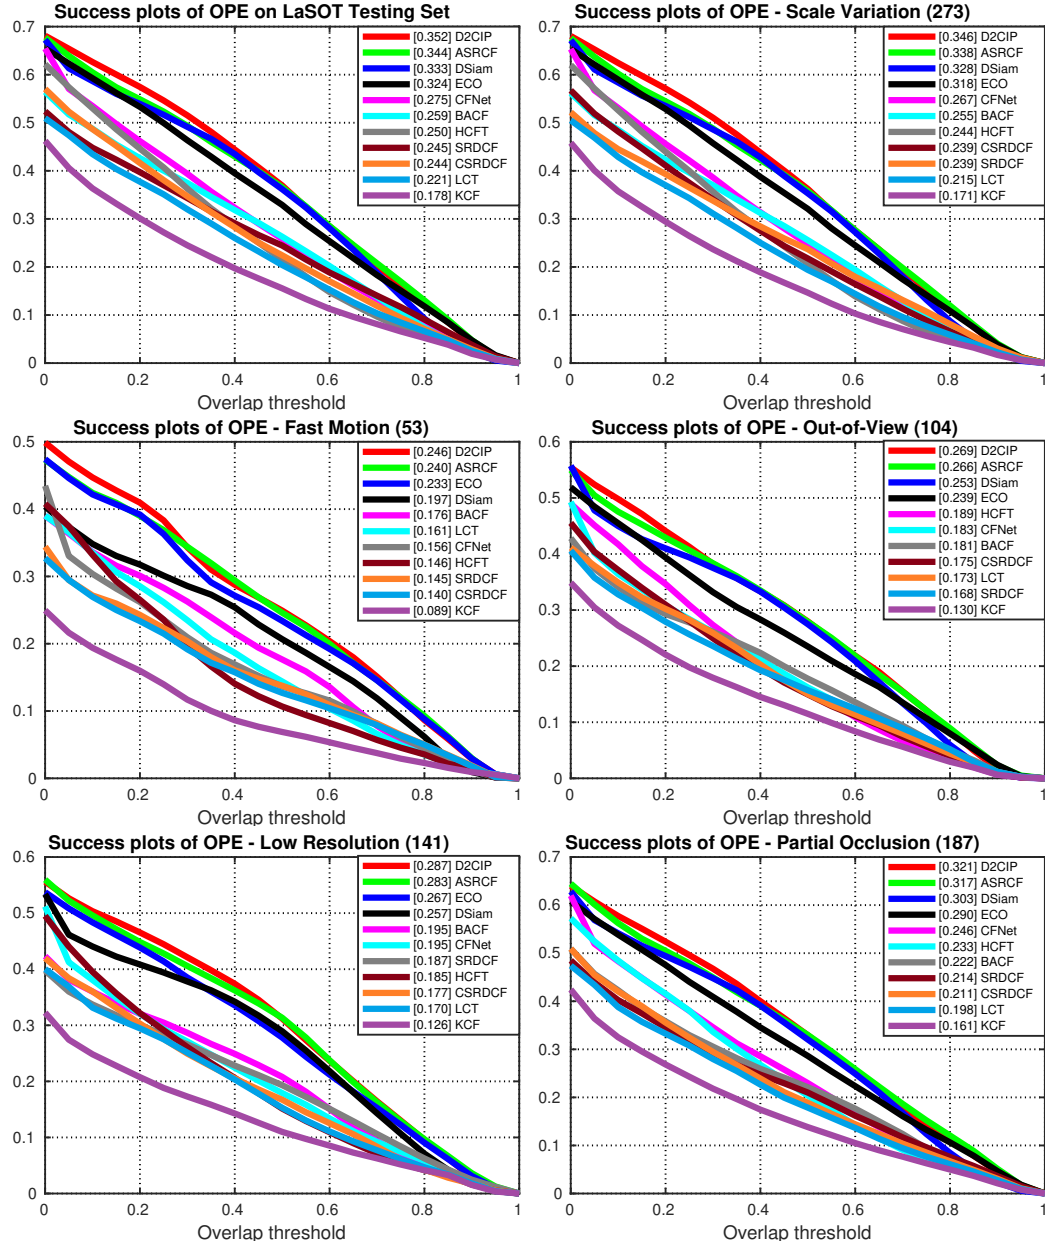 Success plots of OPE on LaSOT Testing Set
0.7
0.6
0.5
0.4
0.3
0.2
0.1
0
[0.352] D2CIP
[0.344] ASRCF
[0.333] DSiam
[0.324] ECO
[0.275] CFNet
[0.259] BACF
[0.250] HCFT
[0.245] SRDCF
[0.244] CSRDCF
[0.221] LCT
[0.178] KCF
0 0.2 0.4 0.6 0.8 1
Overlap threshold
Success plots of OPE - Scale Variation (273)
0.7
0.6
0.5
0.4
0.3
0.2
0.1
0
[0.346] D2CIP
[0.338] ASRCF
[0.328] DSiam
[0.318] ECO
[0.267] CFNet
[0.255] BACF
[0.244] HCFT
[0.239] CSRDCF
[0.239] SRDCF
[0.215] LCT
[0.171] KCF
0 0.2 0.4 0.6 0.8 1
Overlap threshold
Success plots of OPE - Fast Motion (53)
0.5
0.4
0.3
0.2
0.1
0
[0.246] D2CIP
[0.240] ASRCF
[0.233] ECO
[0.197] DSiam
[0.176] BACF
[0.161] LCT
[0.156] CFNet
[0.146] HCFT
[0.145] SRDCF
[0.140] CSRDCF
[0.089] KCF
0 0.2 0.4 0.6 0.8 1
Overlap threshold
Success plots of OPE - Out-of-View (104)
0.6
0.5
0.4
0.3
0.2
0.1
0
[0.269] D2CIP
[0.266] ASRCF
[0.253] DSiam
[0.239] ECO
[0.189] HCFT
[0.183] CFNet
[0.181] BACF
[0.175] CSRDCF
[0.173] LCT
[0.168] SRDCF
[0.130] KCF
0 0.2 0.4 0.6 0.8 1
Overlap threshold
Success plots of OPE - Low Resolution (141)
0.6
0.5
0.4
0.3
0.2
0.1
0
[0.287] D2CIP
[0.283] ASRCF
[0.267] ECO
[0.257] DSiam
[0.195] BACF
[0.195] CFNet
[0.187] SRDCF
[0.185] HCFT
[0.177] CSRDCF
[0.170] LCT
[0.126] KCF
0 0.2 0.4 0.6 0.8 1
Overlap threshold
Success plots of OPE - Partial Occlusion (187)
0.7
0.6
0.5
0.4
0.3
0.2
0.1
0
[0.321] D2CIP
[0.317] ASRCF
[0.303] DSiam
[0.290] ECO
[0.246] CFNet
[0.233] HCFT
[0.222] BACF
[0.214] SRDCF
[0.211] CSRDCF
[0.198] LCT
[0.161] KCF
0 0.2 0.4 0.6 0.8 1
Overlap threshold